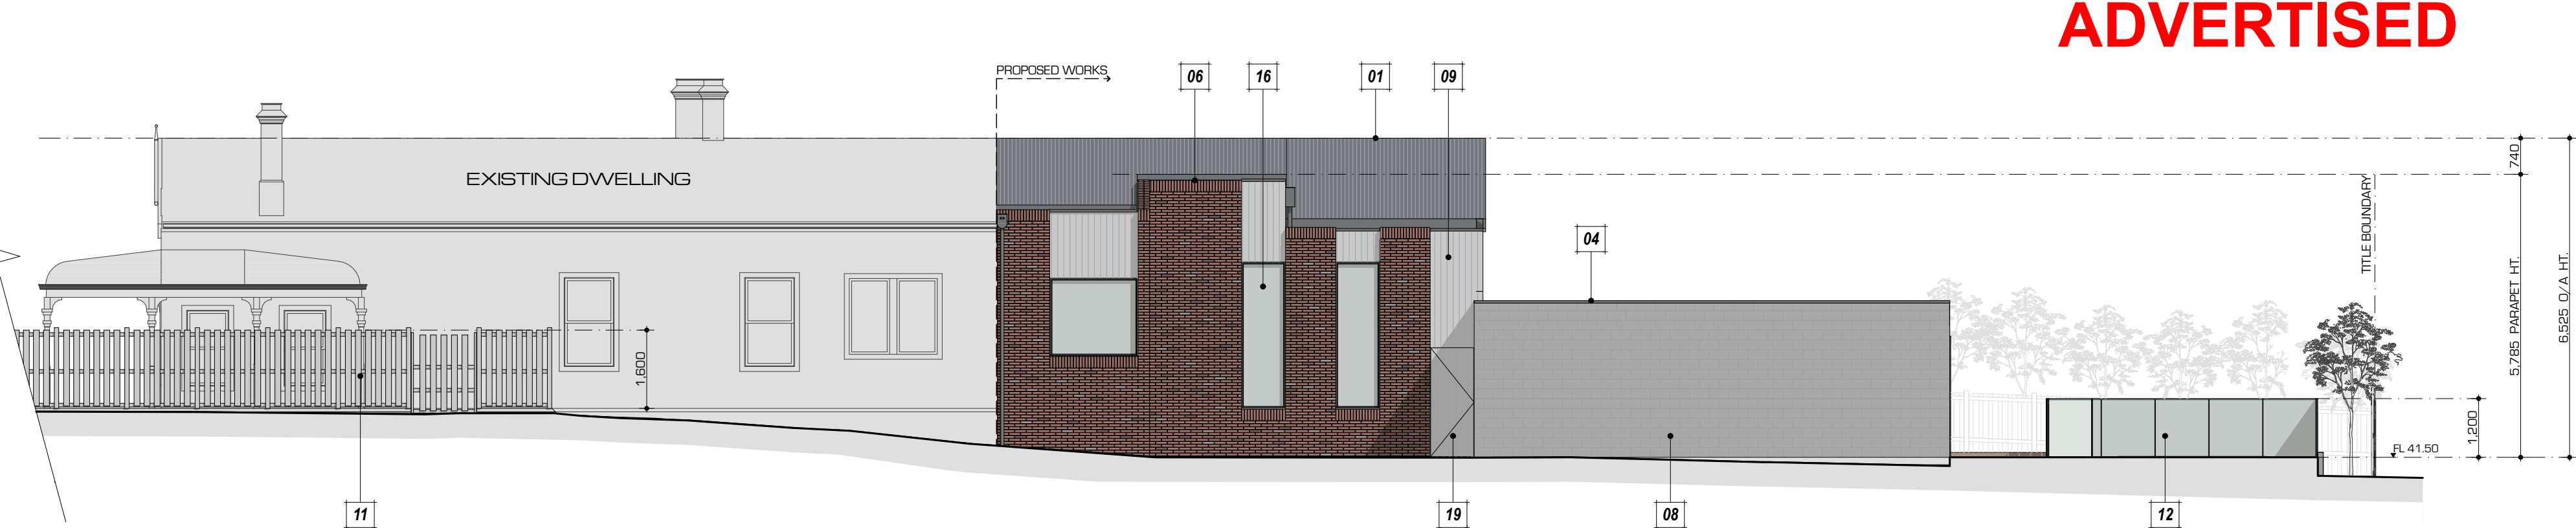 ADVERTISED
PROPOSED WORKS
06
16
01
09
EXISTING DWELLING
04
740
TITLE BOUNDARY
5,785 PARAPET HT.
6,525 O/A HT.
1,600
1,200
FL 41.50
11
19
08
12